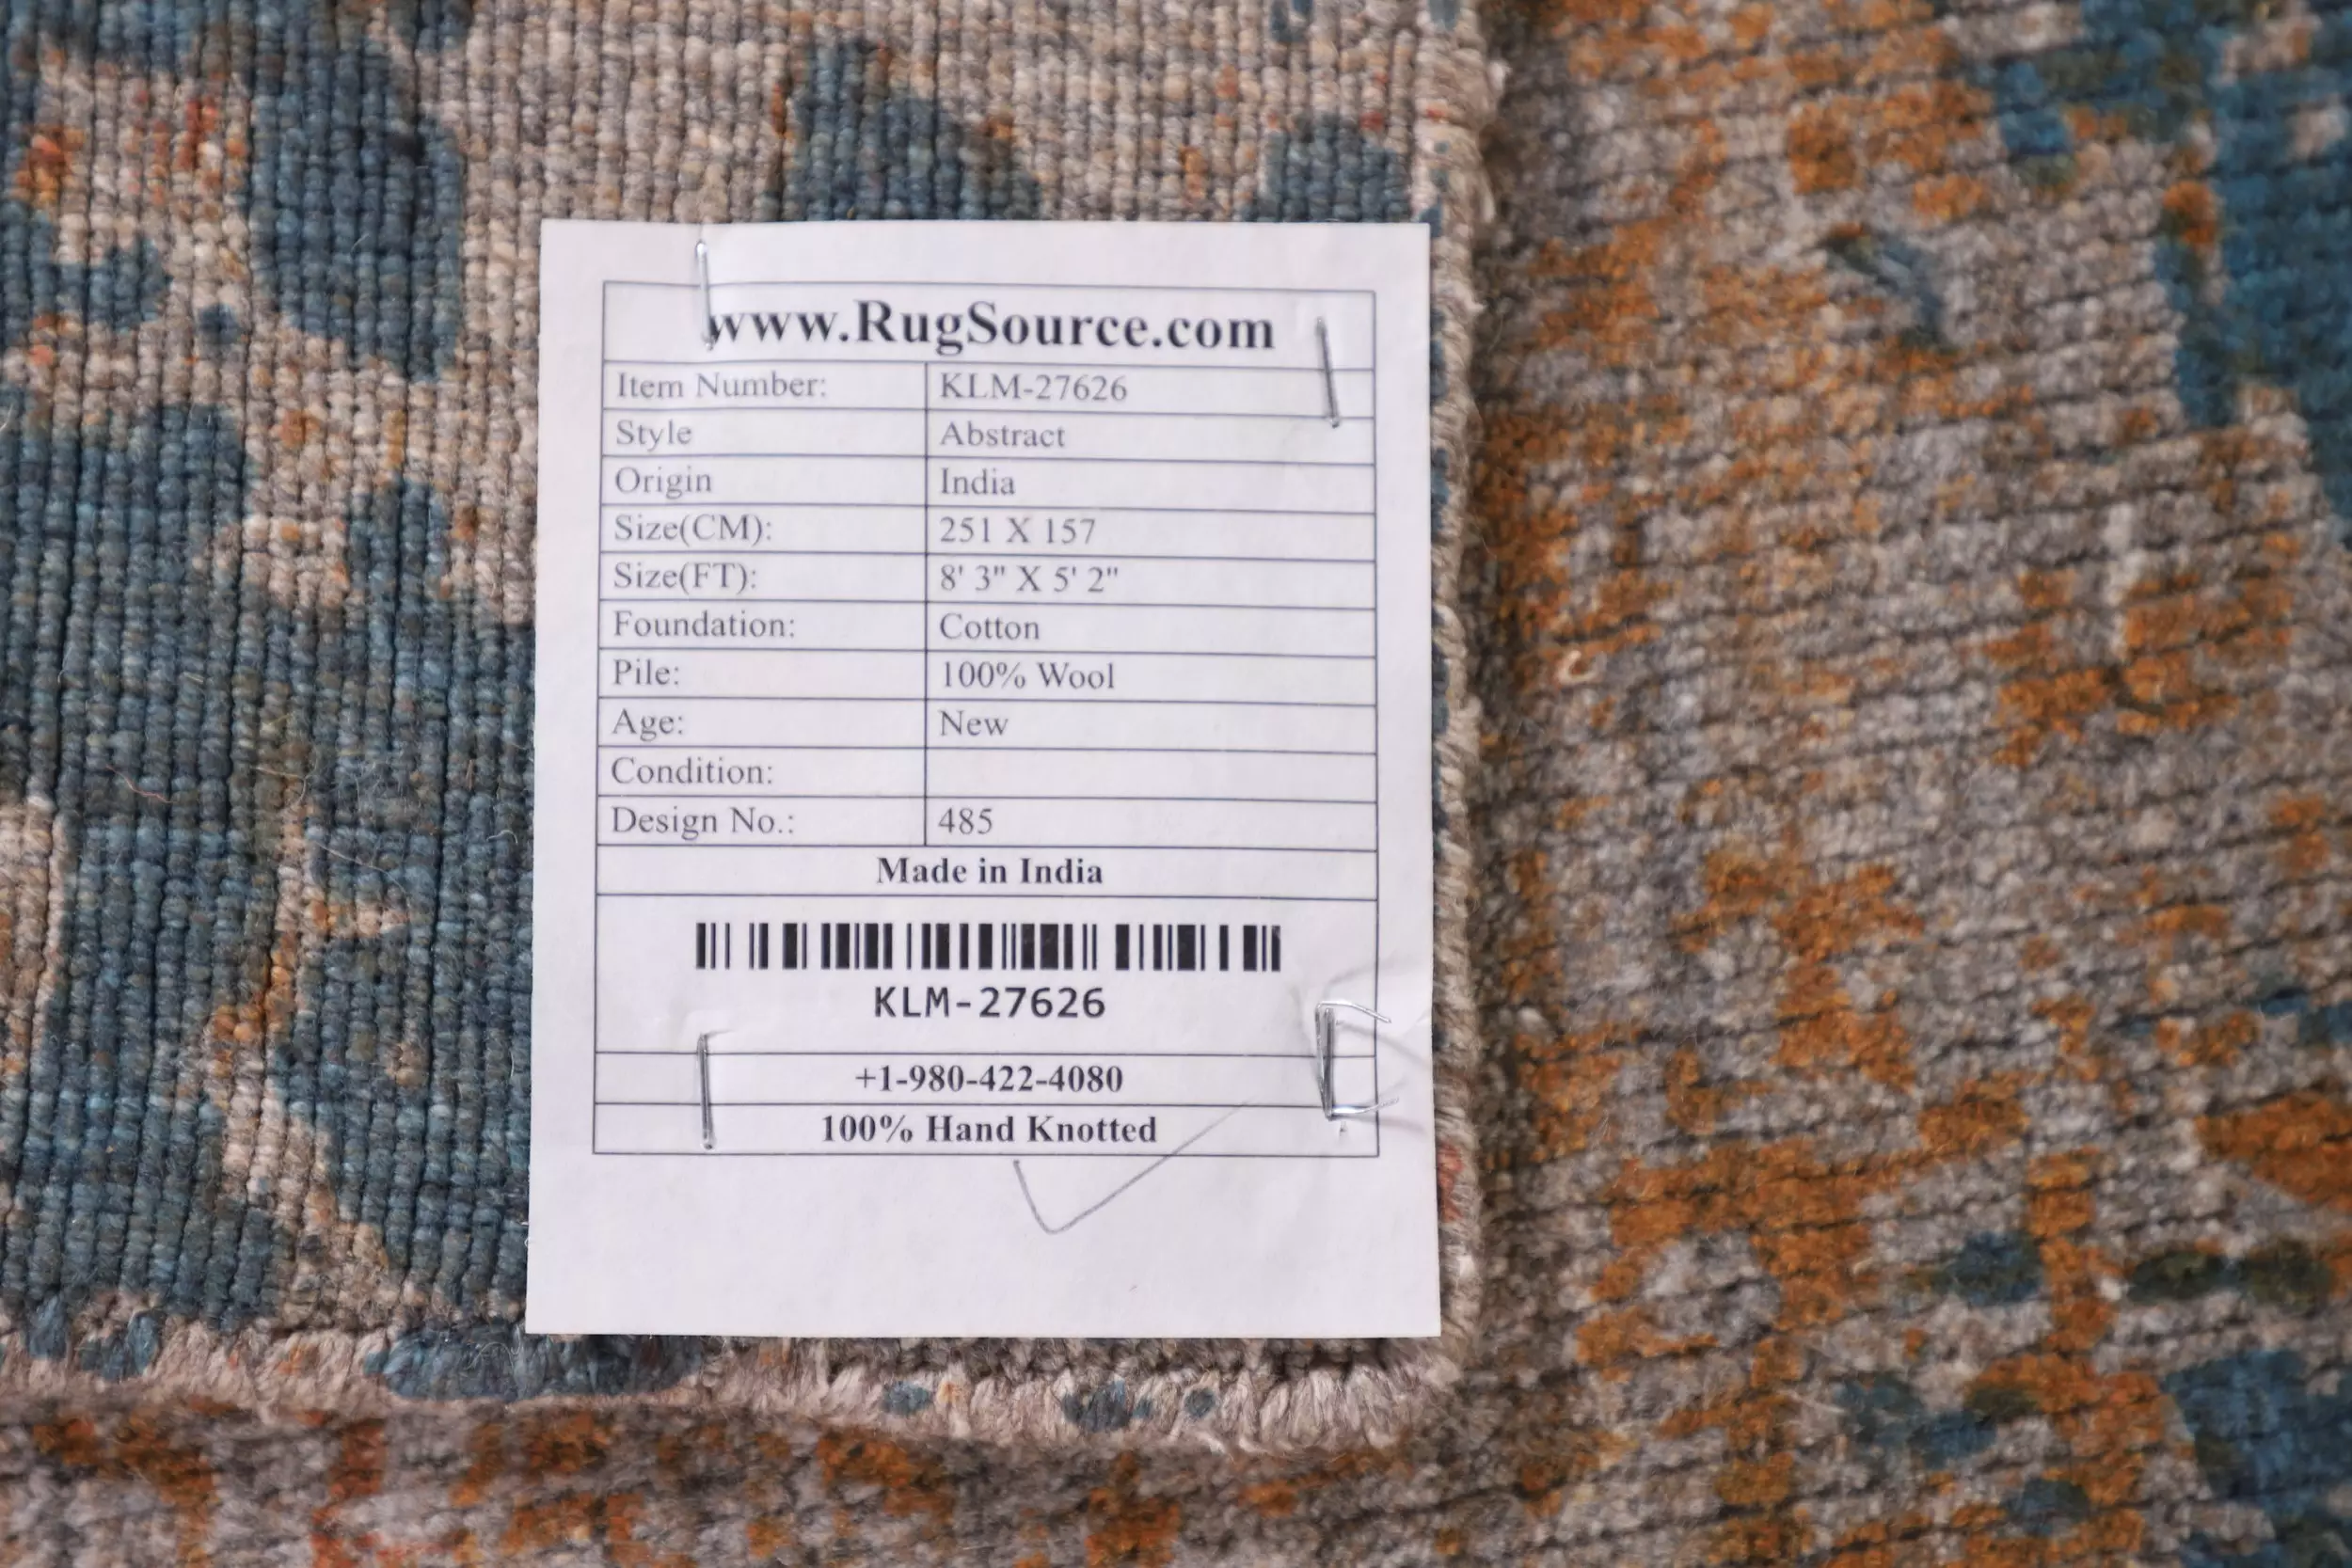 www.RugSource.com
Item Number: KLM-27626
Style Abstract
Origin India
Size(CM): 251 X 157
Size(FT): 8' 3" X 5' 2"
Foundation: Cotton
Pile: 100% Wool
Age: New
Condition:
Design No.: 485
Made in India
KLM-27626
+1-980-422-4080
100% Hand Knotted